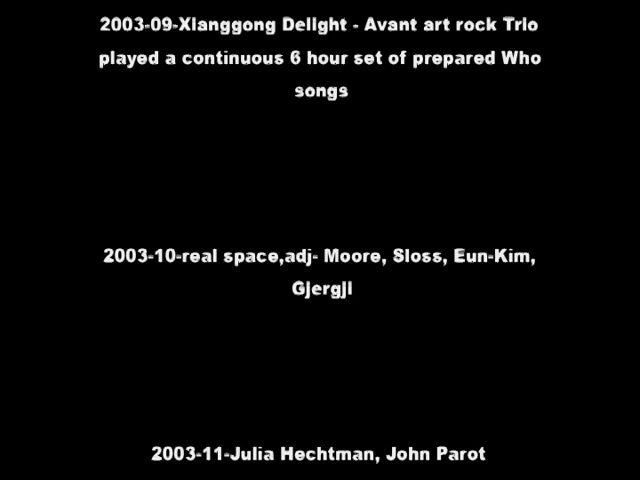 2003-09-Xianggong Delight - Avant art rock Trio
played a continuous 6 hour set of prepared Who
songs
2003-10-real space,adj- Moore, Sloss, Eun-Kim,
Gjergji
2003-11-Julia Hechtman, John Parot